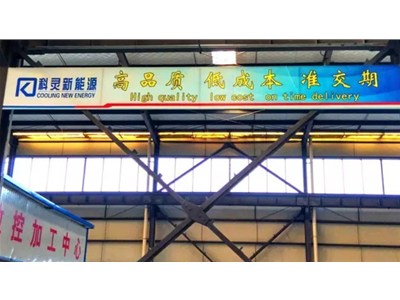 科灵新能源 高品质 低成本 准交期
COOLING NEW ENERGY High quality low cost on time delivery
控加工中心